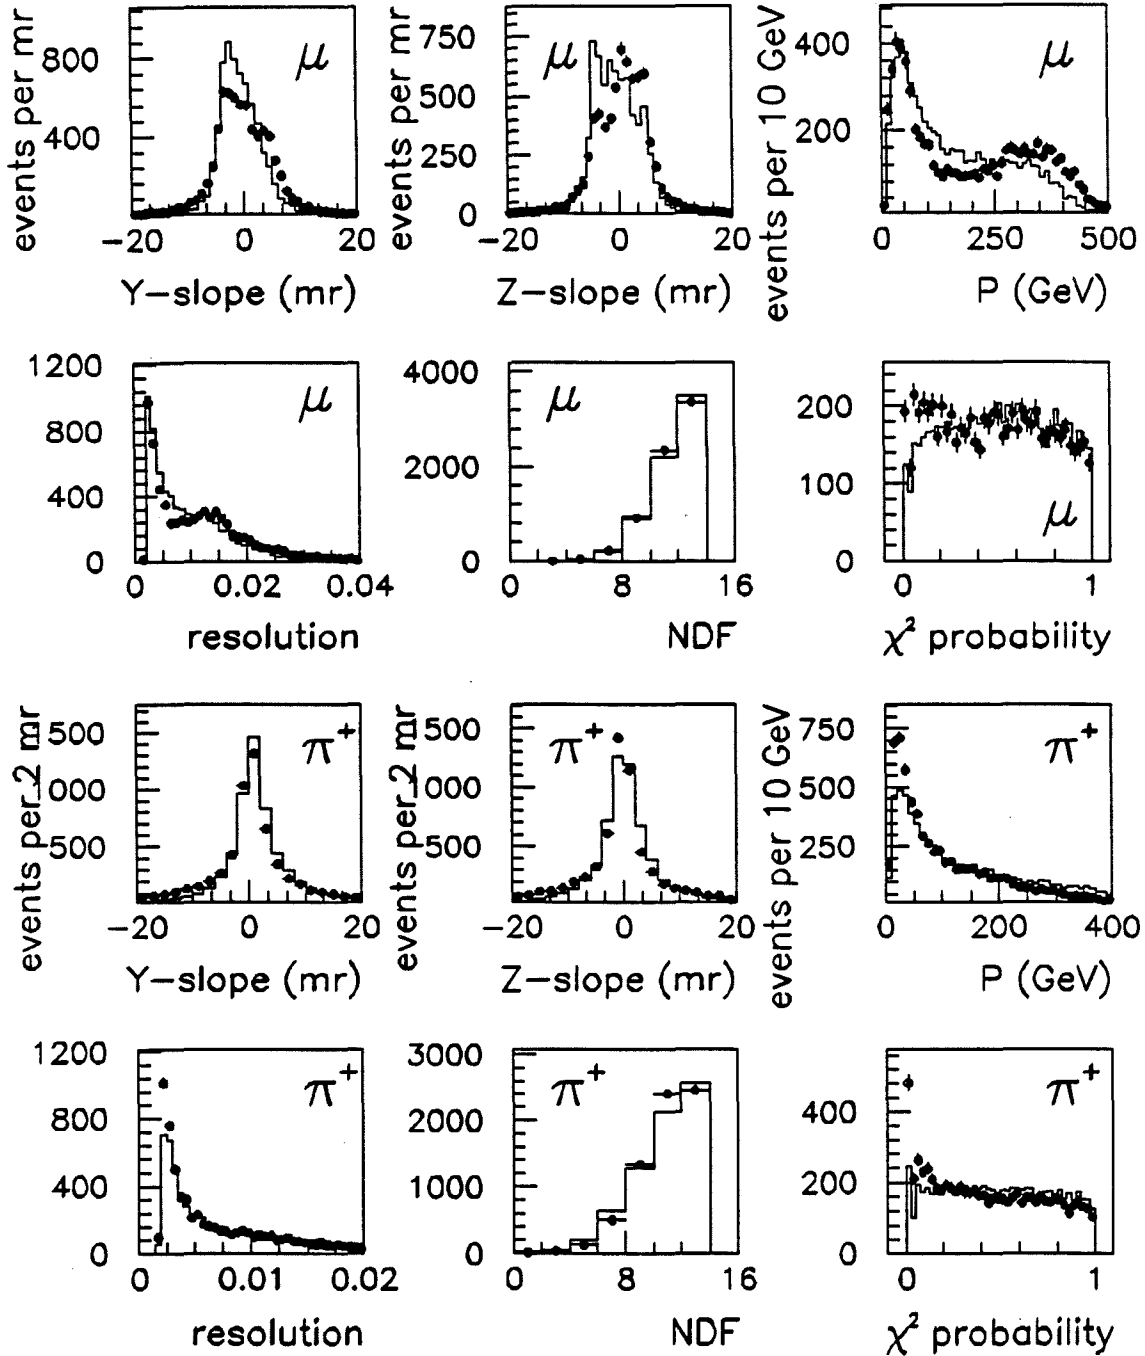 events per mr
800
400
μ
−20 0 20
Y−slope (mr)
events per mr
750
500
250
0
μ
−20 0 20
Z−slope (mr)
events per 10 GeV
400
200
μ
0 250 500
P (GeV)
1200
800
400
0
μ
0 0.02 0.04
resolution
4000
2000
0
μ
0 8 16
NDF
200
100
0
μ
0 1
χ² probability
events per 2 mr
500
000
500
π+
−20 0 20
Y−slope (mr)
events per 2 mr
500
000
500
π+
−20 0 20
Z−slope (mr)
events per 10 GeV
750
500
250
π+
0 200 400
P (GeV)
1200
800
400
0
π+
0 0.01 0.02
resolution
3000
2000
1000
0
π+
0 8 16
NDF
400
200
0
π+
0 1
χ² probability